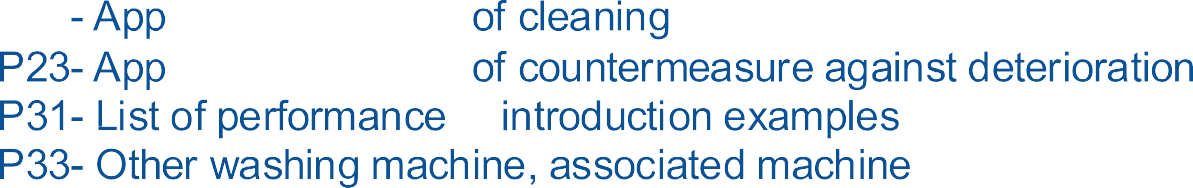 - App of cleaning
P23- App of countermeasure against deterioration
P31- List of performance introduction examples
P33- Other washing machine, associated machine